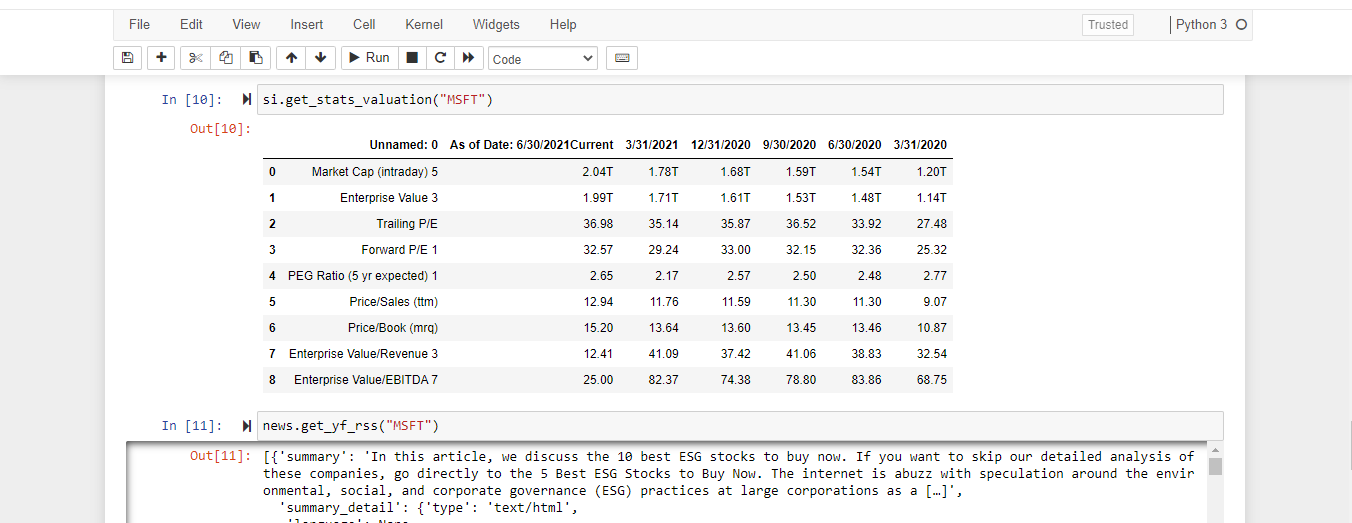 File Edit View Insert Cell Kernel Widgets Help Trusted Python 3
Run Code
In [10]: si.get_stats_valuation("MSFT")
Out[10]:
Unnamed: 0 As of Date: 6/30/2021Current 3/31/2021 12/31/2020 9/30/2020 6/30/2020 3/31/2020
0 Market Cap (intraday) 5 2.04T 1.78T 1.68T 1.59T 1.54T 1.20T
1 Enterprise Value 3 1.99T 1.71T 1.61T 1.53T 1.48T 1.14T
2 Trailing P/E 36.98 35.14 35.87 36.52 33.92 27.48
3 Forward P/E 1 32.57 29.24 33.00 32.15 32.36 25.32
4 PEG Ratio (5 yr expected) 1 2.65 2.17 2.57 2.50 2.48 2.77
5 Price/Sales (ttm) 12.94 11.76 11.59 11.30 11.30 9.07
6 Price/Book (mrq) 15.20 13.64 13.60 13.45 13.46 10.87
7 Enterprise Value/Revenue 3 12.41 41.09 37.42 41.06 38.83 32.54
8 Enterprise Value/EBITDA 7 25.00 82.37 74.38 78.80 83.86 68.75
In [11]: news.get_yf_rss("MSFT")
Out[11]: [{'summary': 'In this article, we discuss the 10 best ESG stocks to buy now. If you want to skip our detailed analysis of
these companies, go directly to the 5 Best ESG Stocks to Buy Now. The internet is abuzz with speculation around the envir
onmental, social, and corporate governance (ESG) practices at large corporations as a […]',
'summary_detail': {'type': 'text/html',